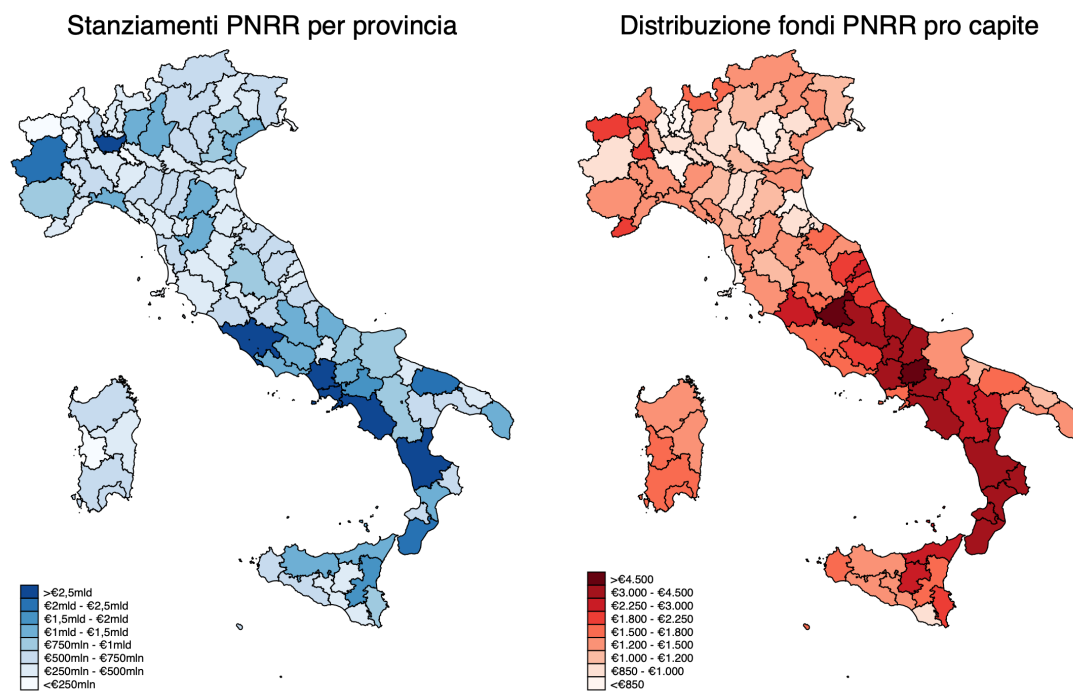 Stanziamenti PNRR per provincia
Distribuzione fondi PNRR pro capite
>€2,5mld
€2mld - €2,5mld
€1,5mld - €2mld
€1mld - €1,5mld
€750mln - €1mld
€500mln - €750mln
€250mln - €500mln
<€250mln
>€4.500
€3.000 - €4.500
€2.250 - €3.000
€1.800 - €2.250
€1.500 - €1.800
€1.200 - €1.500
€1.000 - €1.200
€850 - €1.000
<€850